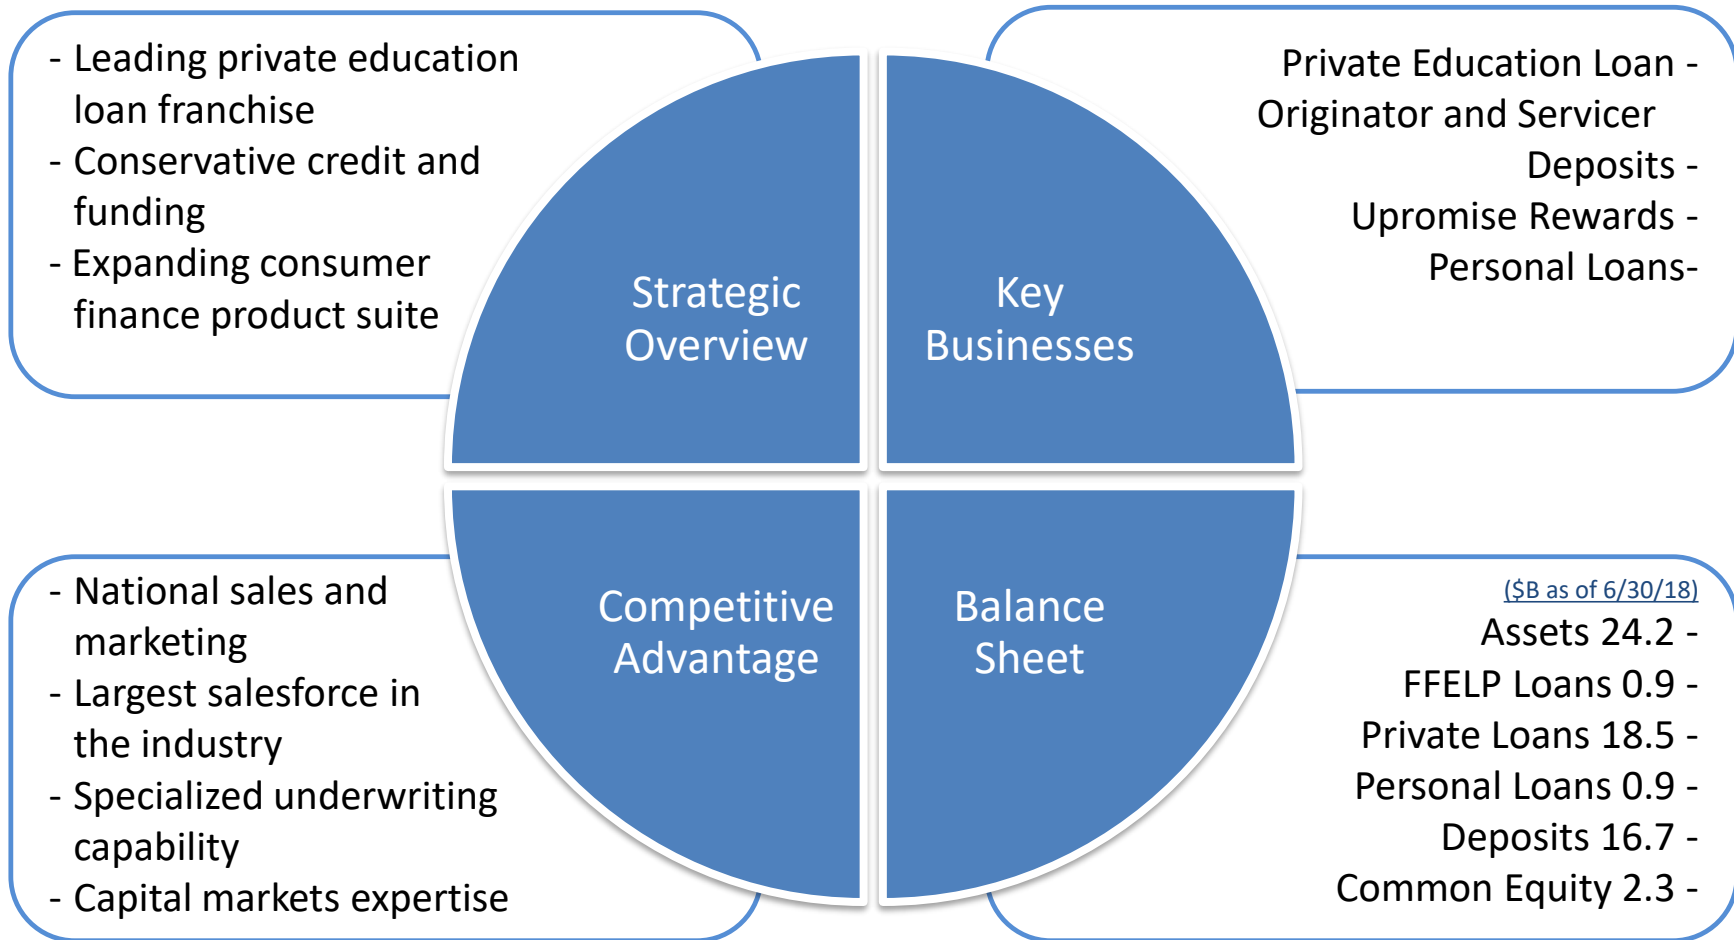 - Leading private education
loan franchise
- Conservative credit and
funding
- Expanding consumer
finance product suite
Strategic
Overview
Key
Businesses
Private Education Loan -
Originator and Servicer
Deposits -
Upromise Rewards -
Personal Loans-
- National sales and
marketing
- Largest salesforce in
the industry
- Specialized underwriting
capability
- Capital markets expertise
Competitive
Advantage
Balance
Sheet
($B as of 6/30/18)
Assets 24.2 -
FFELP Loans 0.9 -
Private Loans 18.5 -
Personal Loans 0.9 -
Deposits 16.7 -
Common Equity 2.3 -